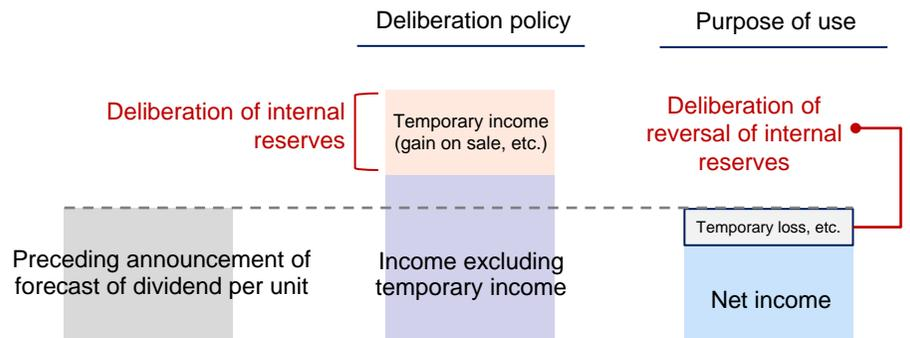 Deliberation policy
Purpose of use
Deliberation of internal
reserves
Temporary income
(gain on sale, etc.)
Deliberation of
reversal of internal
reserves
Preceding announcement of
forecast of dividend per unit
Income excluding
temporary income
Temporary loss, etc.
Net income